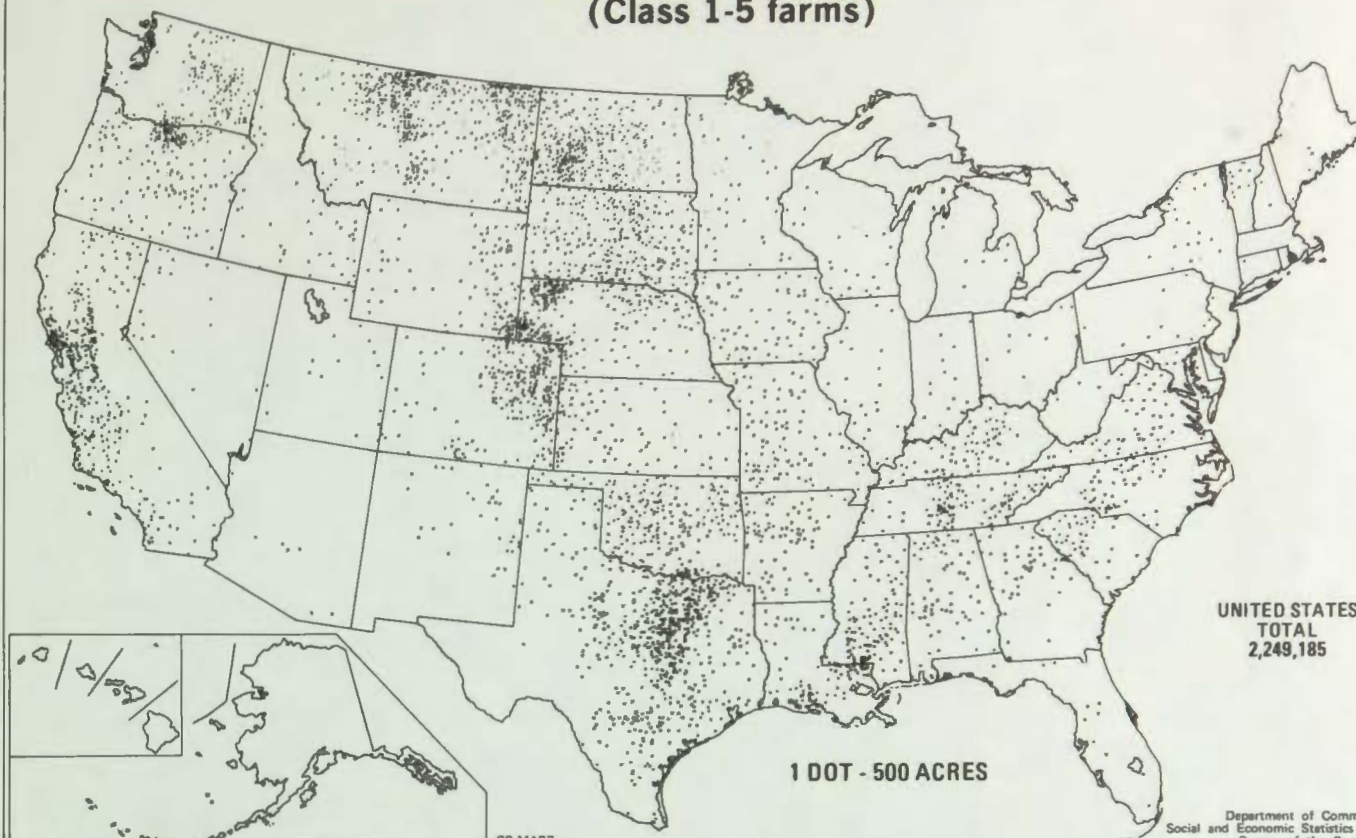 (Class 1-5 farms)
UNITED STATES
TOTAL
2,249,185
1 DOT - 500 ACRES
Department of Comm
Social and Economic Statistics